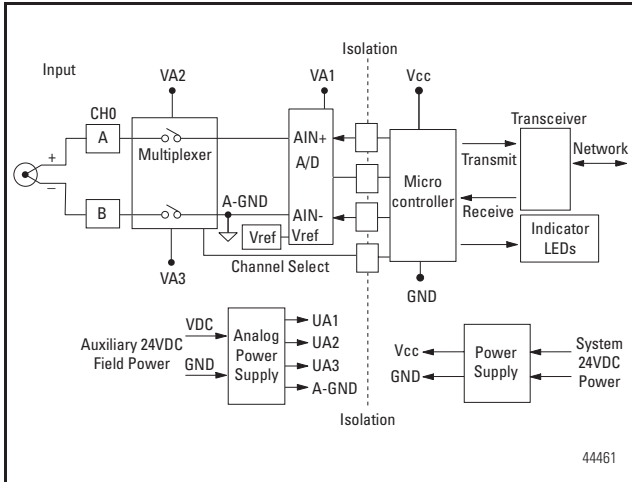 Isolation
Input
VA2
VA1
Vcc
CH0
Transceiver
A
AIN+
Multiplexer
A/D
Transmit
Network
+
–
Micro
controller
A-GND
B
AIN-
Receive
Vref
Vref
Indicator
LEDs
VA3
Channel Select
GND
VDC
Auxiliary 24VDC
Field Power
GND
Analog
Power
Supply
UA1
UA2
UA3
A-GND
Vcc
GND
Power
Supply
System
24VDC
Power
Isolation
44461